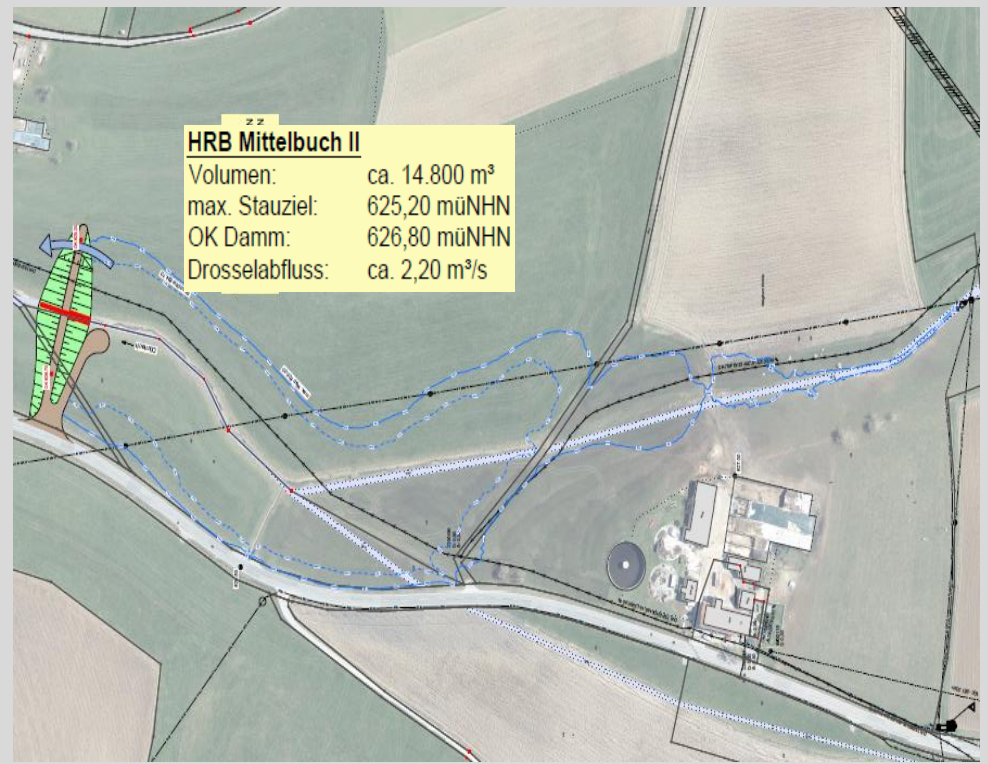 HRB Mittelbuch II
Volumen: ca. 14.800 m³
max. Stauziel: 625,20 müNHN
OK Damm: 626,80 müNHN
Drosselabfluss: ca. 2,20 m³/s